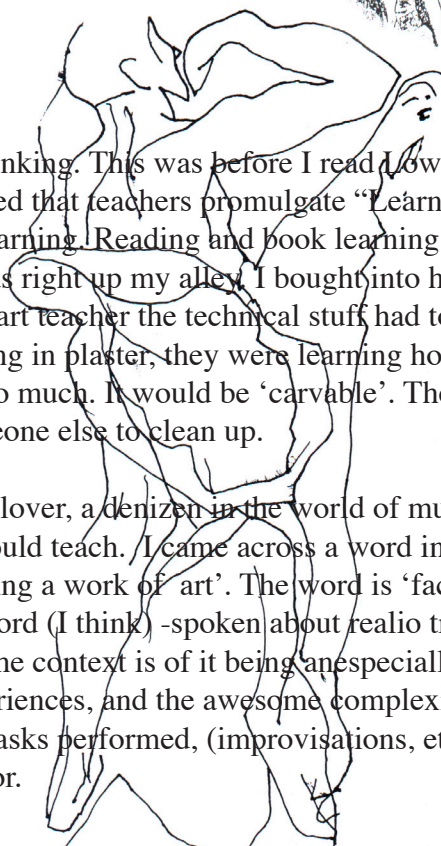 nking. This was before I read Low
ed that teachers promulgate “Learn
arning. Reading and book learning
s right up my alley. I bought into h
art teacher the technical stuff had to
ng in plaster, they were learning ho
o much. It would be ‘carvable’. The
eone else to clean up.
lover, a denizen in the world of mu
ould teach. I came across a word in
ing a work of art’. The word is ‘fac
ord (I think) -spoken about realio tr
he context is of it being anespeciall
riences, and the awesome complexi
asks performed, (improvisations, et
or.